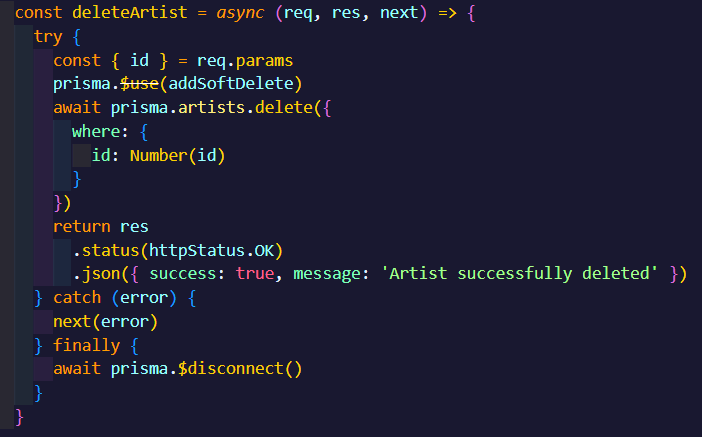 const deleteArtist = async (req, res, next) => {
  try {
    const { id } = req.params
    prisma.$use(addSoftDelete)
    await prisma.artists.delete({
      where: {
        id: Number(id)
      }
    })
    return res
      .status(httpStatus.OK)
      .json({ success: true, message: 'Artist successfully deleted' })
  } catch (error) {
    next(error)
  } finally {
    await prisma.$disconnect()
  }
}